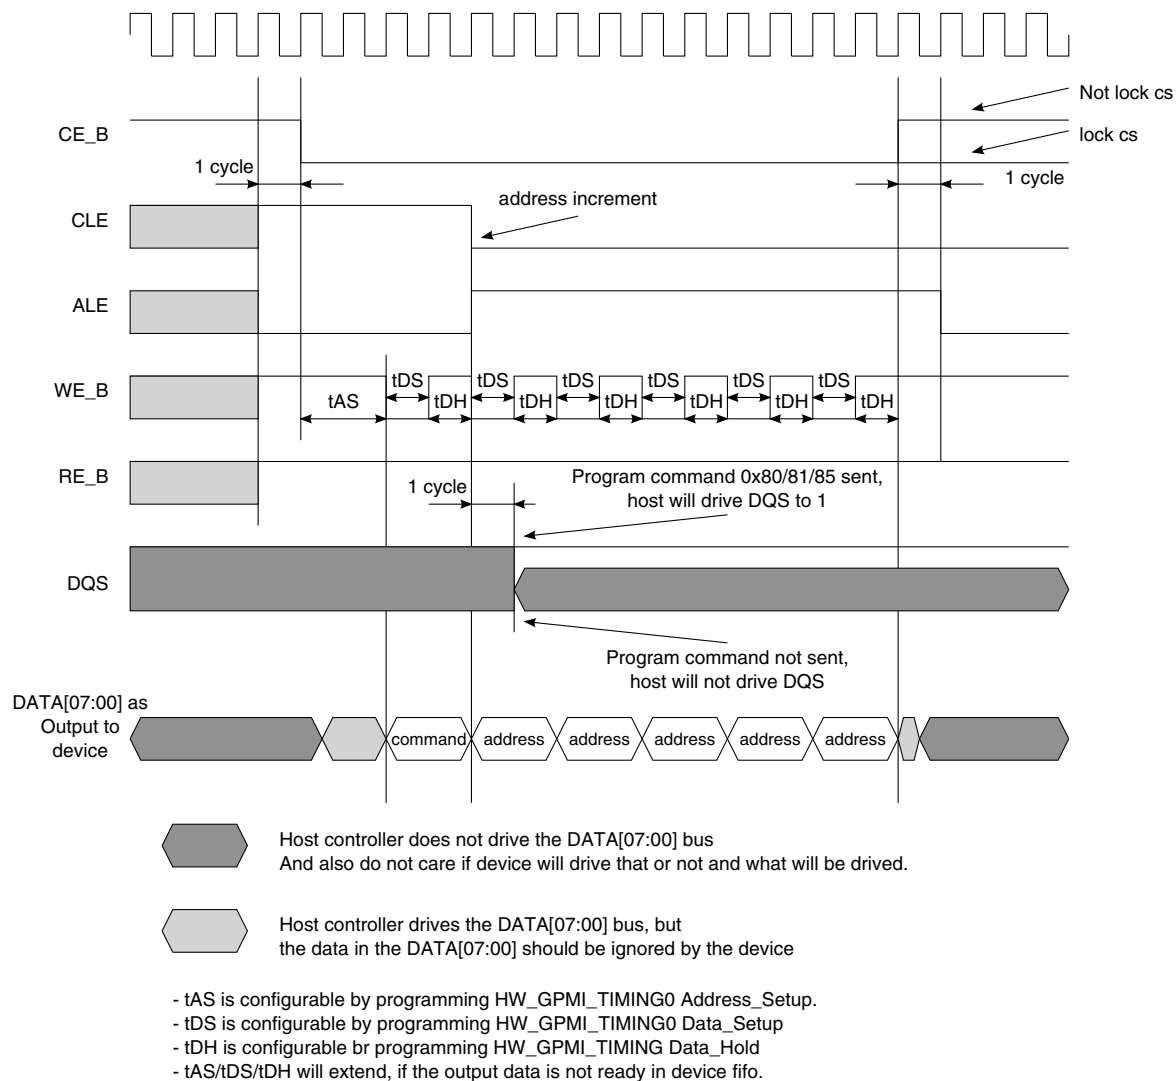 Not lock cs
CE_B
lock cs
1 cycle
1 cycle
address increment
CLE
ALE
tDS tDS tDS tDS tDS tDS
WE_B
tAS tDH tDH tDH tDH tDH tDH
RE_B
1 cycle
Program command 0x80/81/85 sent,
host will drive DQS to 1
DQS
Program command not sent,
host will not drive DQS
DATA[07:00] as
Output to
device
command address address address address address
Host controller does not drive the DATA[07:00] bus
And also do not care if device will drive that or not and what will be drived.
Host controller drives the DATA[07:00] bus, but
the data in the DATA[07:00] should be ignored by the device
- tAS is configurable by programming HW_GPMI_TIMING0 Address_Setup.
- tDS is configurable by programming HW_GPMI_TIMING0 Data_Setup
- tDH is configurable br programming HW_GPMI_TIMING Data_Hold
- tAS/tDS/tDH will extend, if the output data is not ready in device fifo.